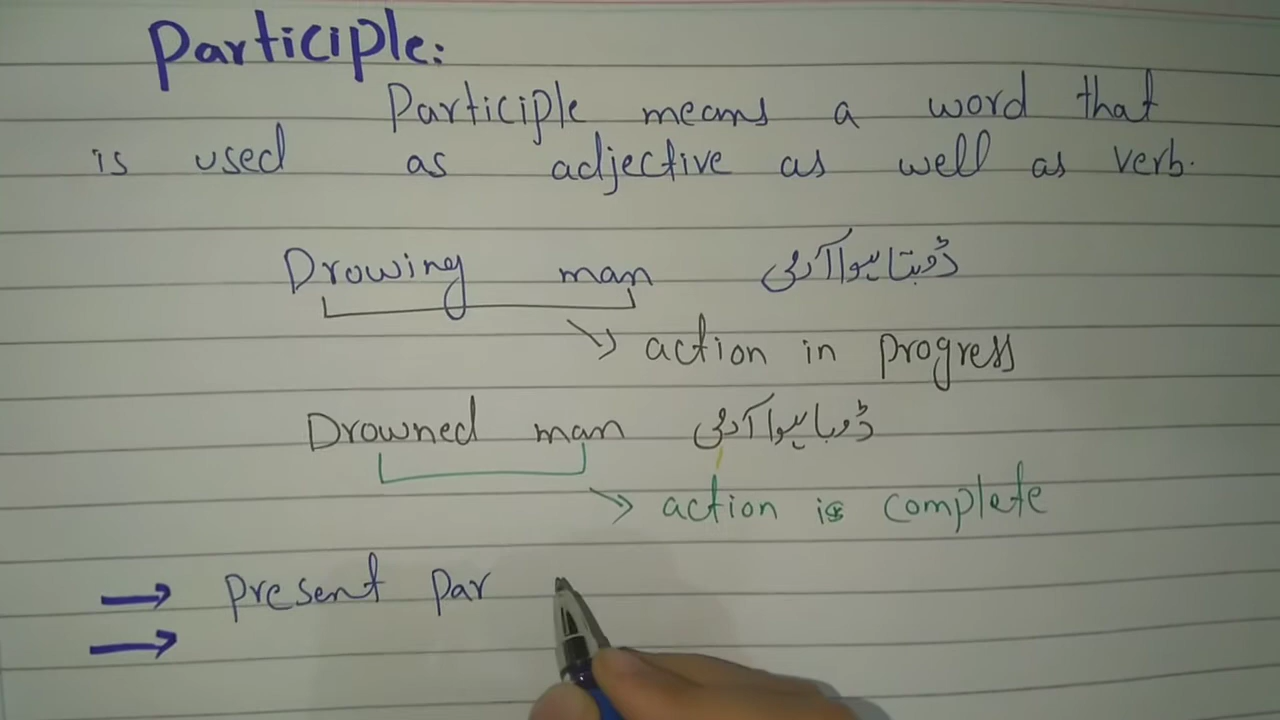 Participle:
Participle means a word that
is used as adjective as well as verb.
Drowing man ڈوبتا ہوا آدمی
action in progress
Drowned man ڈوبا ہوا آدمی
action is complete
→ Present Par
→